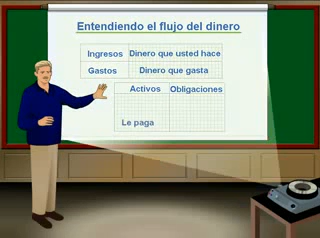 Entendiendo el flujo del dinero
Ingresos Dinero que usted hace
Gastos Dinero que gasta
Activos Obligaciones
Le paga